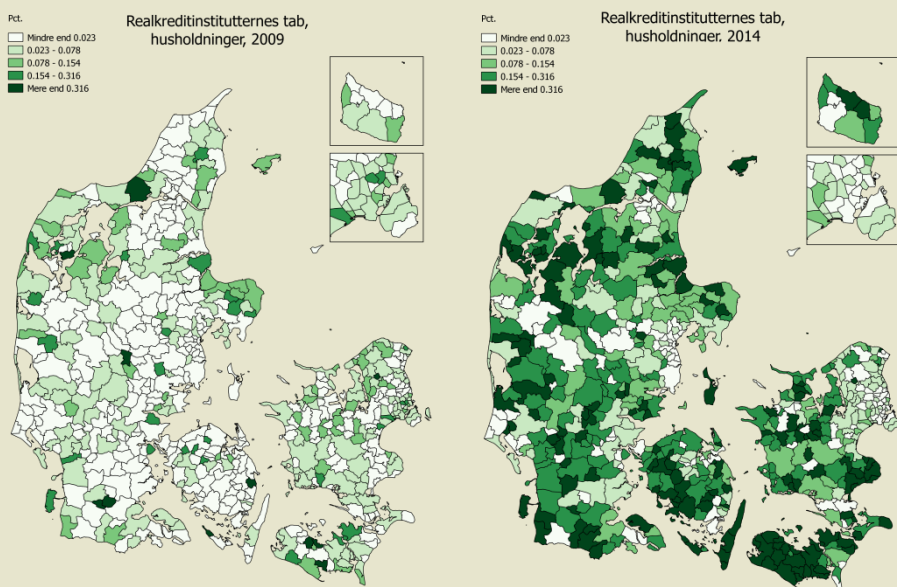 Pct.
Realkreditinstitutternes tab,
husholdninger, 2009
Mindre end 0.023
0.023 - 0.078
0.078 - 0.154
0.154 - 0.316
Mere end 0.316
Pct.
Realkreditinstitutternes tab,
husholdninger, 2014
Mindre end 0.023
0.023 - 0.078
0.078 - 0.154
0.154 - 0.316
Mere end 0.316